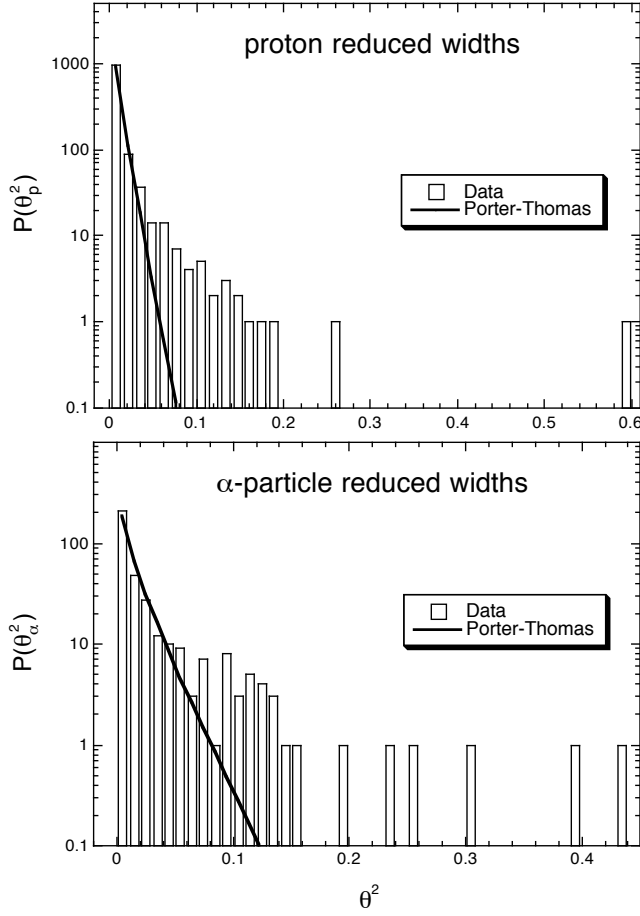 proton reduced widths
1000
100
10
1
0.1
P(θ²ₚ)
Data
Porter-Thomas
0 0.1 0.2 0.3 0.4 0.5 0.6
α-particle reduced widths
100
10
1
0.1
P(θ²α)
Data
Porter-Thomas
0 0.1 0.2 0.3 0.4
θ²